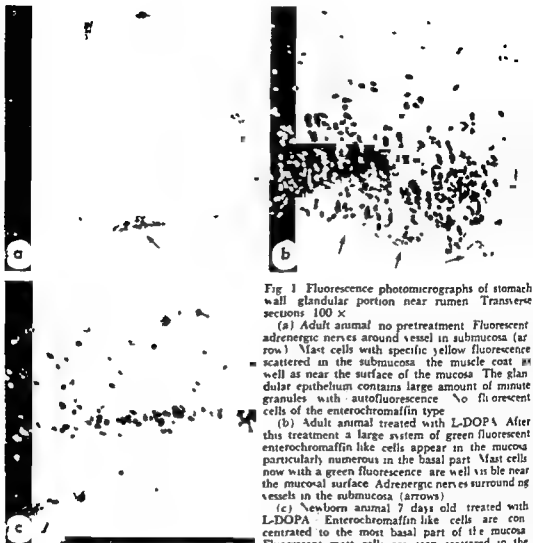 a
b
c
Fig 1 Fluorescence photomicrographs of stomach
wall glandular portion near rumen Transverse
sections 100 ×
(a) Adult animal no pretreatment Fluorescent
adrenergic nerves around vessel in submucosa (ar
row) Mast cells with specific yellow fluorescence
scattered in the submucosa the muscle coat as
well as near the surface of the mucosa The glan
dular epithelium contains large amount of minute
granules with autofluorescence No fluorescent
cells of the enterochromaffin type
(b) Adult animal treated with L-DOPA After
this treatment a large system of green fluorescent
enterochromaffin like cells appear in the mucosa
particularly numerous in the basal part Mast cells
now with a green fluorescence are well visible near
the mucosal surface Adrenergic nerves surrounding
vessels in the submucosa (arrows)
(c) Newborn animal 7 days old treated with
L-DOPA Enterochromaffin like cells are con
centrated to the most basal part of the mucosa